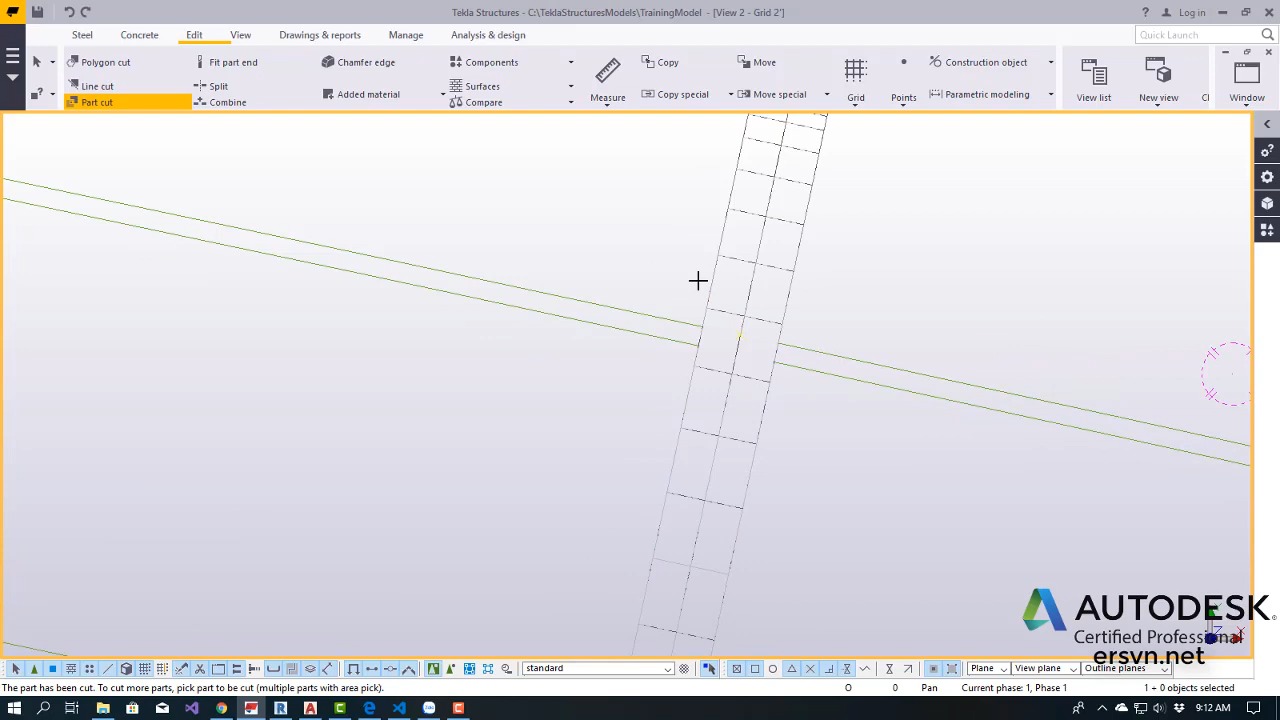 Tekla Structures - C:\TeklaStructuresModels\TrainingModel - [View 2 - Grid 2']
Log in
Steel Concrete Edit View Drawings & reports Manage Analysis & design
Quick Launch
Polygon cut Fit part end Chamfer edge Components Copy Move Construction object
Line cut Split Surfaces
Added material Copy special Move special Parametric modeling
Part cut Combine Compare
Measure Grid Points View list New view Window
AUTODESK
Certified Professional
ersvn.net
standard Plane View plane Outline planes
The part has been cut. To cut more parts, pick part to be cut (multiple parts with area pick). O 0 Pan Current phase: 1, Phase 1 1 + 0 objects selected
9:12 AM